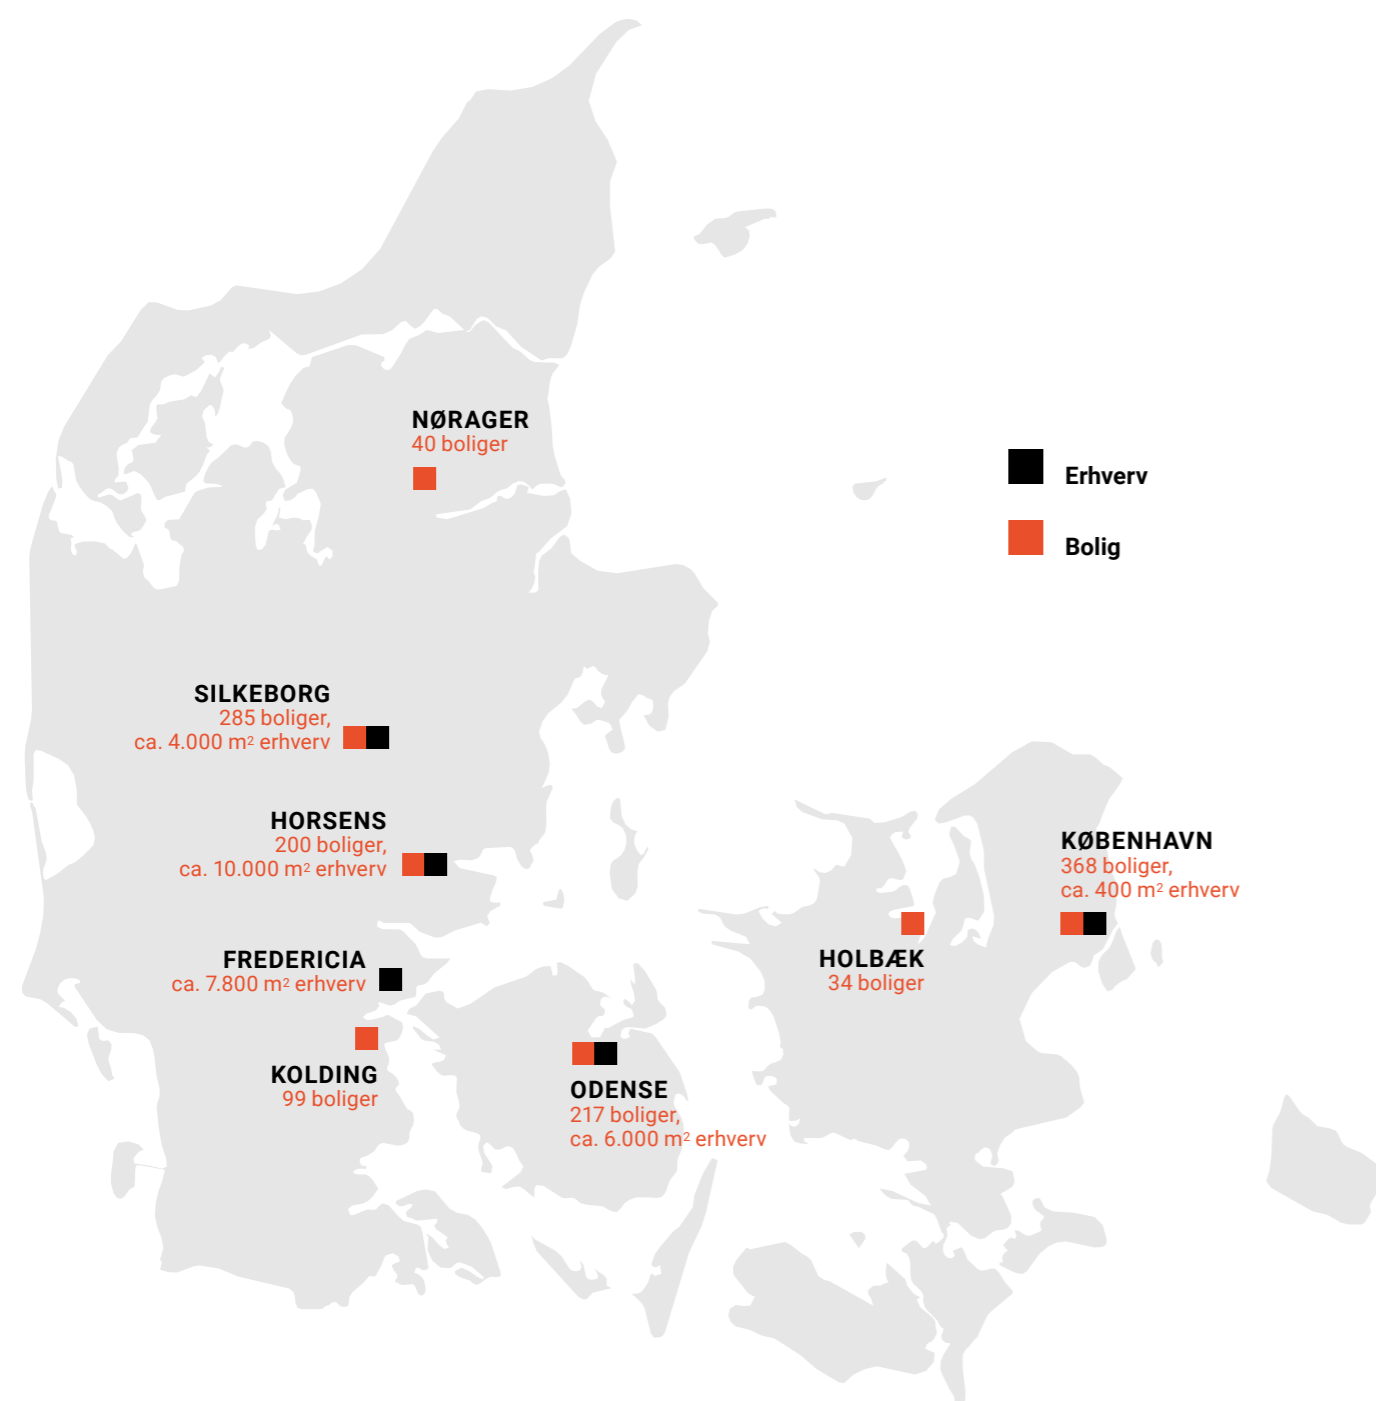 NØRAGER
40 boliger
Erhverv
Bolig
SILKEBORG
285 boliger,
ca. 4.000 m² erhverv
HORSENS
200 boliger,
ca. 10.000 m² erhverv
KØBENHAVN
368 boliger,
ca. 400 m² erhverv
FREDERICIA
ca. 7.800 m² erhverv
HOLBÆK
34 boliger
KOLDING
99 boliger
ODENSE
217 boliger,
ca. 6.000 m² erhverv